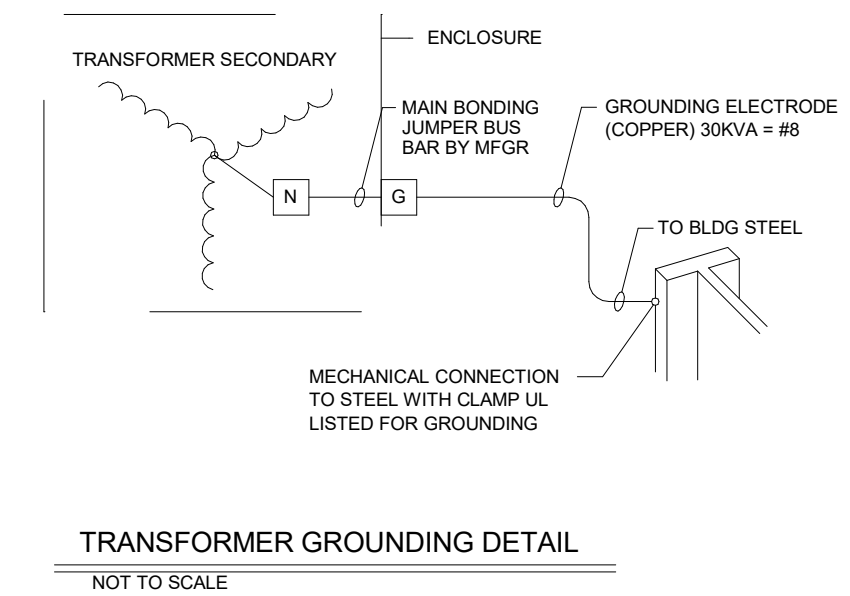 ENCLOSURE
TRANSFORMER SECONDARY
MAIN BONDING
JUMPER BUS
BAR BY MFGR
GROUNDING ELECTRODE
(COPPER) 30KVA = #8
N
G
TO BLDG STEEL
MECHANICAL CONNECTION
TO STEEL WITH CLAMP UL
LISTED FOR GROUNDING
TRANSFORMER GROUNDING DETAIL
NOT TO SCALE